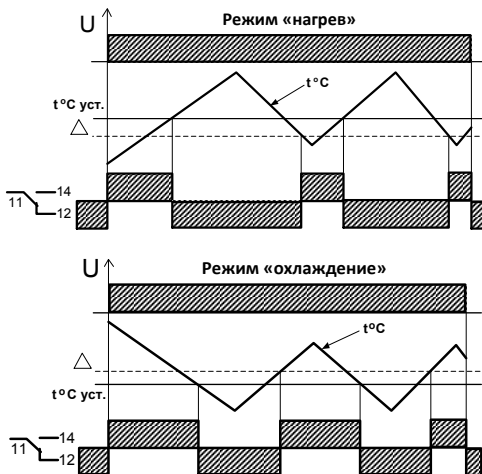 U
Режим «нагрев»
t°C
t°C уст.
△
14
11
12
U
Режим «охлаждение»
t°C
△
t°C уст.
14
11
12